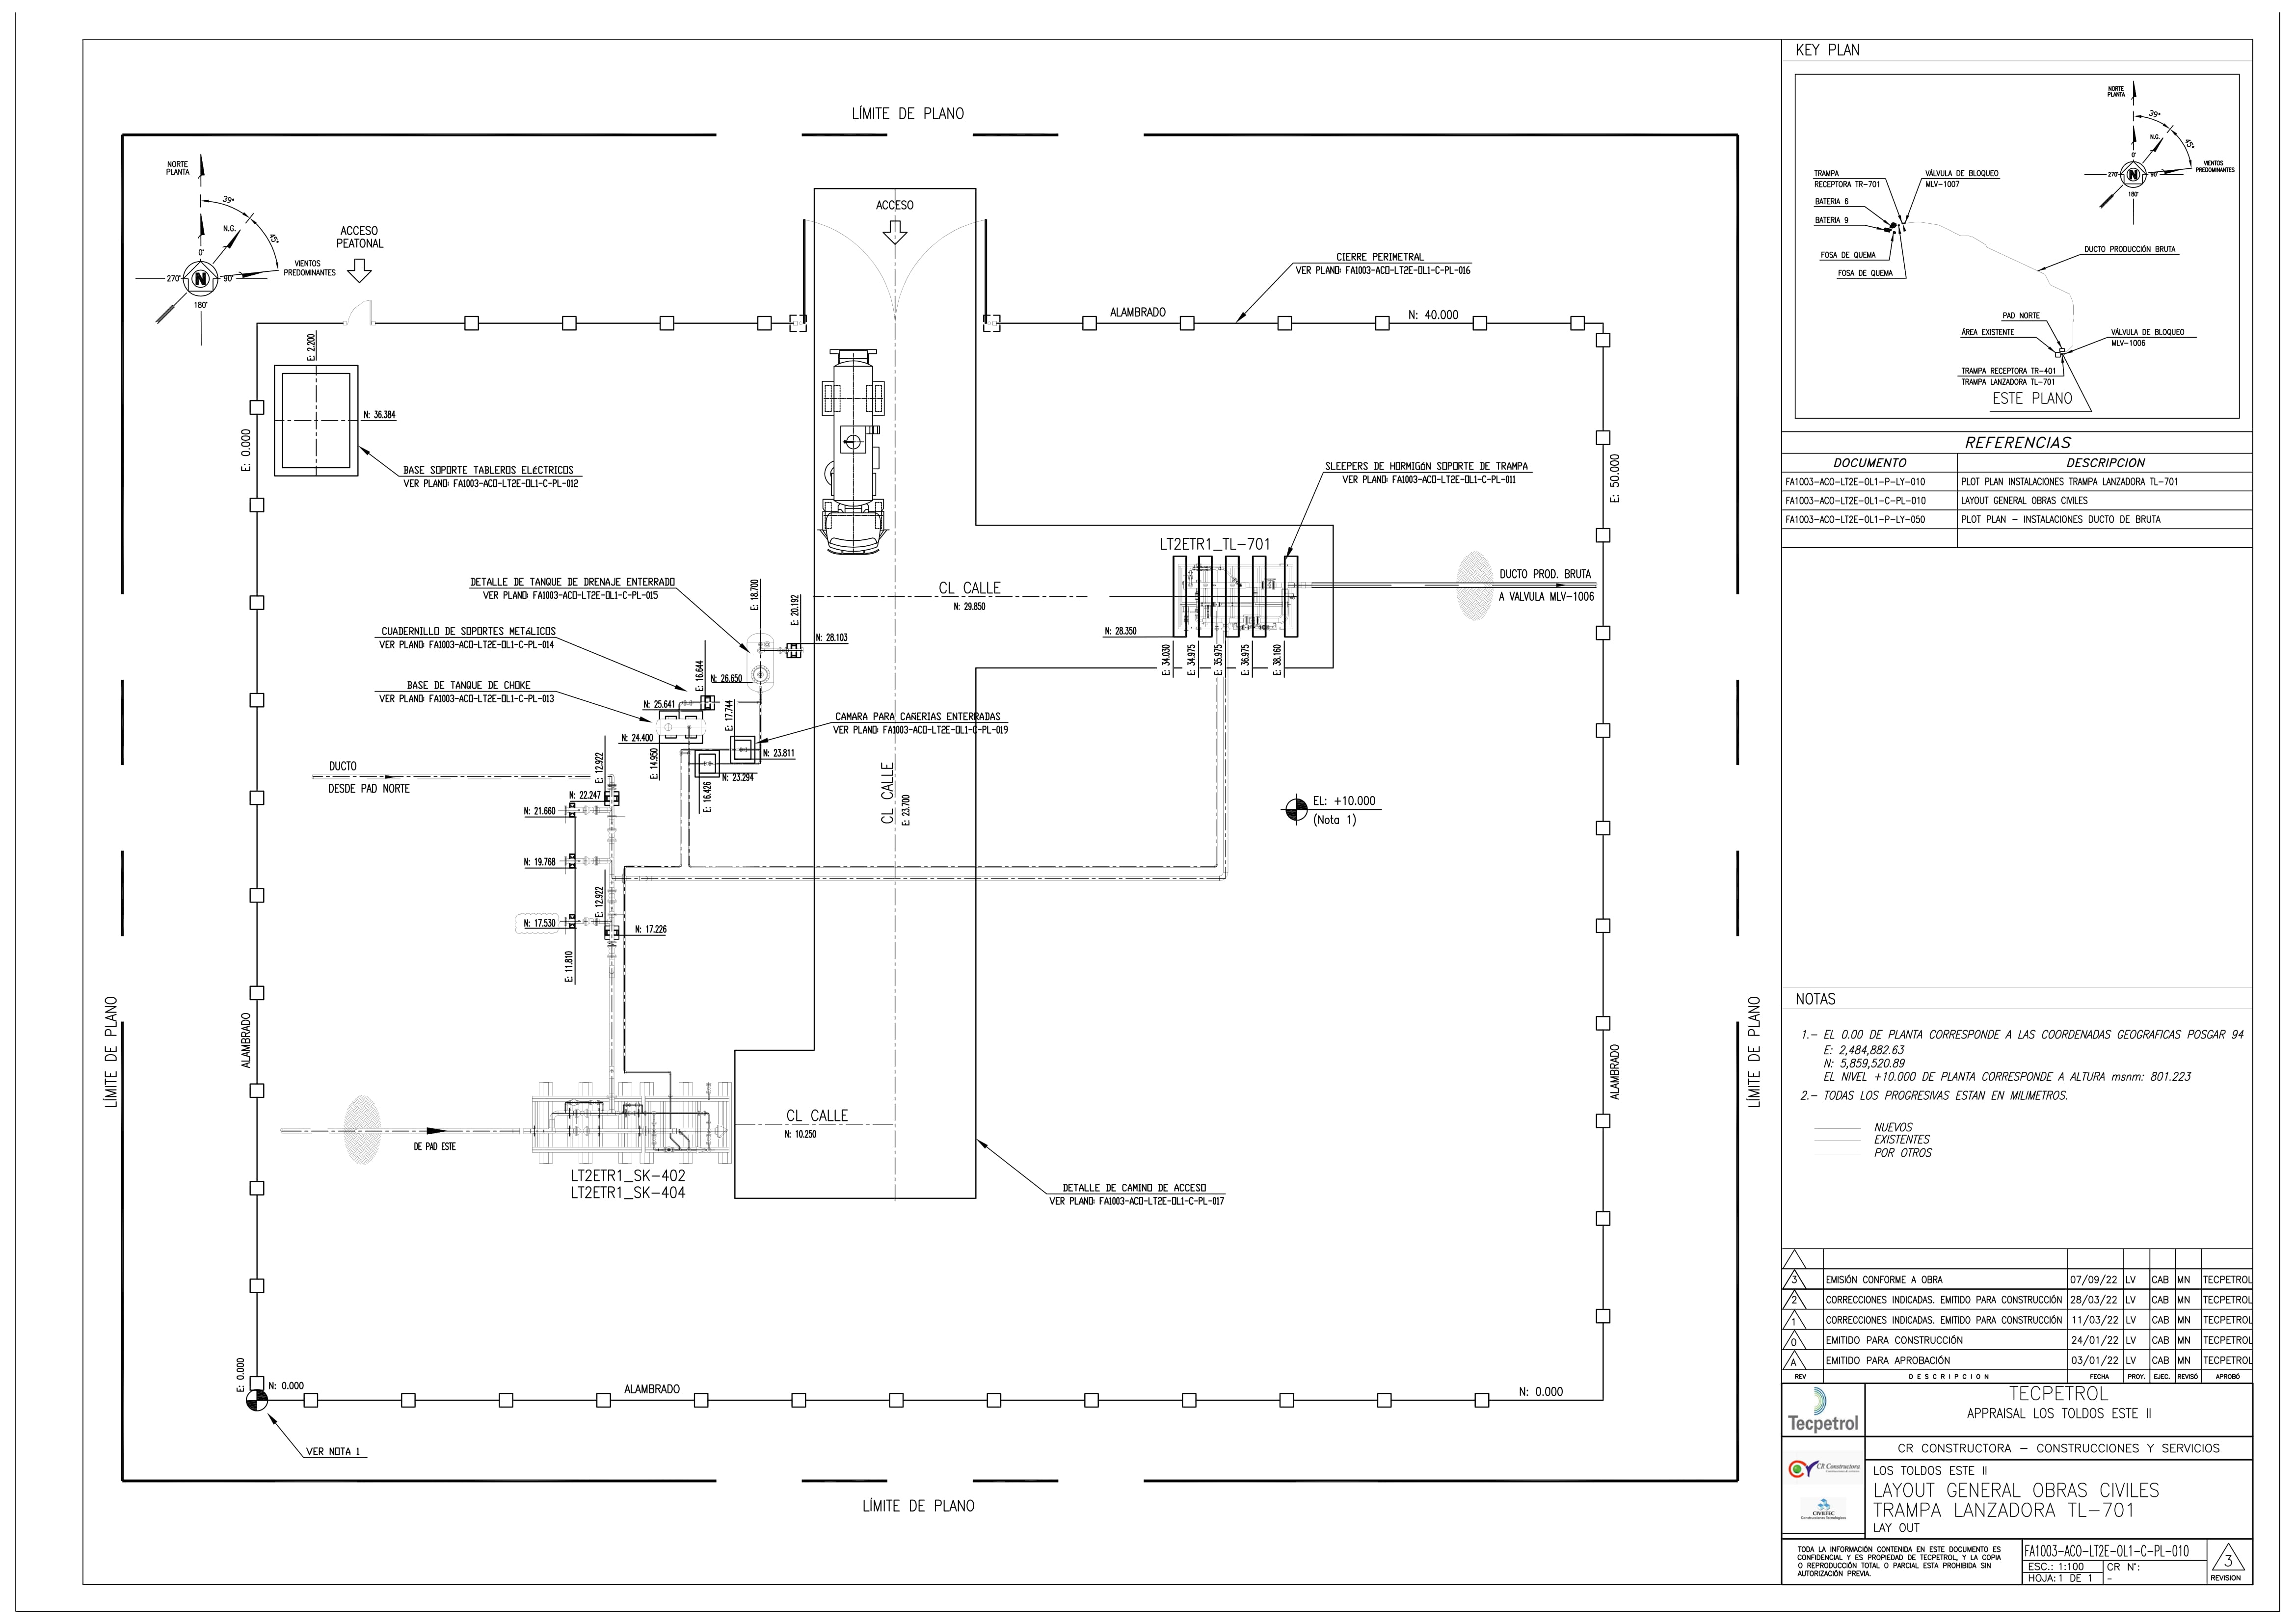 LÍMITE DE PLANO
NORTE
PLANTA
39°
N.G.
45°
0°
VIENTOS
PREDOMINANTES
270°
90°
180°
ACCESO
PEATONAL
ACCESO
CIERRE PERIMETRAL
VER PLANO: FA1003-ACO-LT2E-OL1-C-PL-016
ALAMBRADO
N: 40.000
E: 2.200
N: 36.384
E: 0.000
BASE SOPORTE TABLEROS ELÉCTRICOS
VER PLANO: FA1003-ACO-LT2E-OL1-C-PL-012
SLEEPERS DE HORMIGÓN SOPORTE DE TRAMPA
VER PLANO: FA1003-ACO-LT2E-OL1-C-PL-011
E: 50.000
LT2ETR1_TL-701
DUCTO PROD. BRUTA
A VALVULA MLV-1006
CL CALLE
N: 29.850
N: 28.350
E: 34.030
E: 34.975
E: 35.975
E: 36.975
E: 38.160
DETALLE DE TANQUE DE DRENAJE ENTERRADO
VER PLANO: FA1003-ACO-LT2E-OL1-C-PL-015
E: 18.700
E: 20.192
N: 28.103
CUADERNILLO DE SOPORTES METÁLICOS
VER PLANO: FA1003-ACO-LT2E-OL1-C-PL-014
E: 16.644
N: 26.650
BASE DE TANQUE DE CHOKE
VER PLANO: FA1003-ACO-LT2E-OL1-C-PL-013
N: 25.641
E: 17.744
CAMARA PARA CAÑERIAS ENTERRADAS
VER PLANO: FA1003-ACO-LT2E-OL1-C-PL-019
N: 24.400
N: 23.811
E: 14.950
N: 23.294
E: 16.426
E: 12.922
DUCTO
DESDE PAD NORTE
N: 22.247
N: 21.660
N: 19.768
E: 12.922
N: 17.530
N: 17.226
E: 11.810
CL CALLE
E: 23.700
EL: +10.000
(Nota 1)
LÍMITE DE PLANO
ALAMBRADO
ALAMBRADO
LÍMITE DE PLANO
DE PAD ESTE
CL CALLE
N: 10.250
LT2ETR1_SK-402
LT2ETR1_SK-404
DETALLE DE CAMINO DE ACCESO
VER PLANO: FA1003-ACO-LT2E-OL1-C-PL-017
E: 0.000
N: 0.000
ALAMBRADO
N: 0.000
VER NOTA 1
LÍMITE DE PLANO
KEY PLAN
NORTE
PLANTA
39°
N.G.
45°
0°
VIENTOS
PREDOMINANTES
270°
90°
180°
TRAMPA
RECEPTORA TR-701
VÁLVULA DE BLOQUEO
MLV-1007
BATERIA 6
BATERIA 9
FOSA DE QUEMA
FOSA DE QUEMA
DUCTO PRODUCCIÓN BRUTA
PAD NORTE
ÁREA EXISTENTE
VÁLVULA DE BLOQUEO
MLV-1006
TRAMPA RECEPTORA TR-401
TRAMPA LANZADORA TL-701
ESTE PLANO
REFERENCIAS
DOCUMENTO DESCRIPCION
FA1003-ACO-LT2E-OL1-P-LY-010 PLOT PLAN INSTALACIONES TRAMPA LANZADORA TL-701
FA1003-ACO-LT2E-OL1-C-PL-010 LAYOUT GENERAL OBRAS CIVILES
FA1003-ACO-LT2E-OL1-P-LY-050 PLOT PLAN - INSTALACIONES DUCTO DE BRUTA
NOTAS
1.- EL 0.00 DE PLANTA CORRESPONDE A LAS COORDENADAS GEOGRAFICAS POSGAR 94
E: 2,484,882.63
N: 5,859,520.89
EL NIVEL +10.000 DE PLANTA CORRESPONDE A ALTURA msnm: 801.223
2.- TODAS LOS PROGRESIVAS ESTAN EN MILIMETROS.
NUEVOS
EXISTENTES
POR OTROS
3 EMISIÓN CONFORME A OBRA 07/09/22 LV CAB MN TECPETROL
2 CORRECCIONES INDICADAS. EMITIDO PARA CONSTRUCCIÓN 28/03/22 LV CAB MN TECPETROL
1 CORRECCIONES INDICADAS. EMITIDO PARA CONSTRUCCIÓN 11/03/22 LV CAB MN TECPETROL
0 EMITIDO PARA CONSTRUCCIÓN 24/01/22 LV CAB MN TECPETROL
A EMITIDO PARA APROBACIÓN 03/01/22 LV CAB MN TECPETROL
REV DESCRIPCION FECHA PROY. EJEC. REVISÓ APROBÓ
Tecpetrol
TECPETROL
APPRAISAL LOS TOLDOS ESTE II
CR CONSTRUCTORA - CONSTRUCCIONES Y SERVICIOS
CR Constructora
CIVILTEC
LOS TOLDOS ESTE II
LAYOUT GENERAL OBRAS CIVILES
TRAMPA LANZADORA TL-701
LAY OUT
TODA LA INFORMACIÓN CONTENIDA EN ESTE DOCUMENTO ES
CONFIDENCIAL Y ES PROPIEDAD DE TECPETROL, Y LA COPIA
O REPRODUCCIÓN TOTAL O PARCIAL ESTA PROHIBIDA SIN
AUTORIZACIÓN PREVIA.
FA1003-ACO-LT2E-OL1-C-PL-010
ESC.: 1:100 CR N°:
HOJA: 1 DE 1 -
3
REVISION